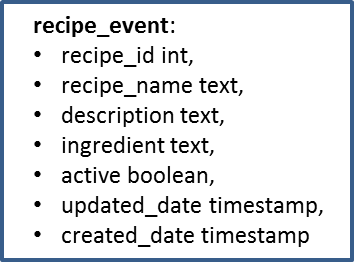 recipe_event:
• recipe_id int,
• recipe_name text,
• description text,
• ingredient text,
• active boolean,
• updated_date timestamp,
• created_date timestamp